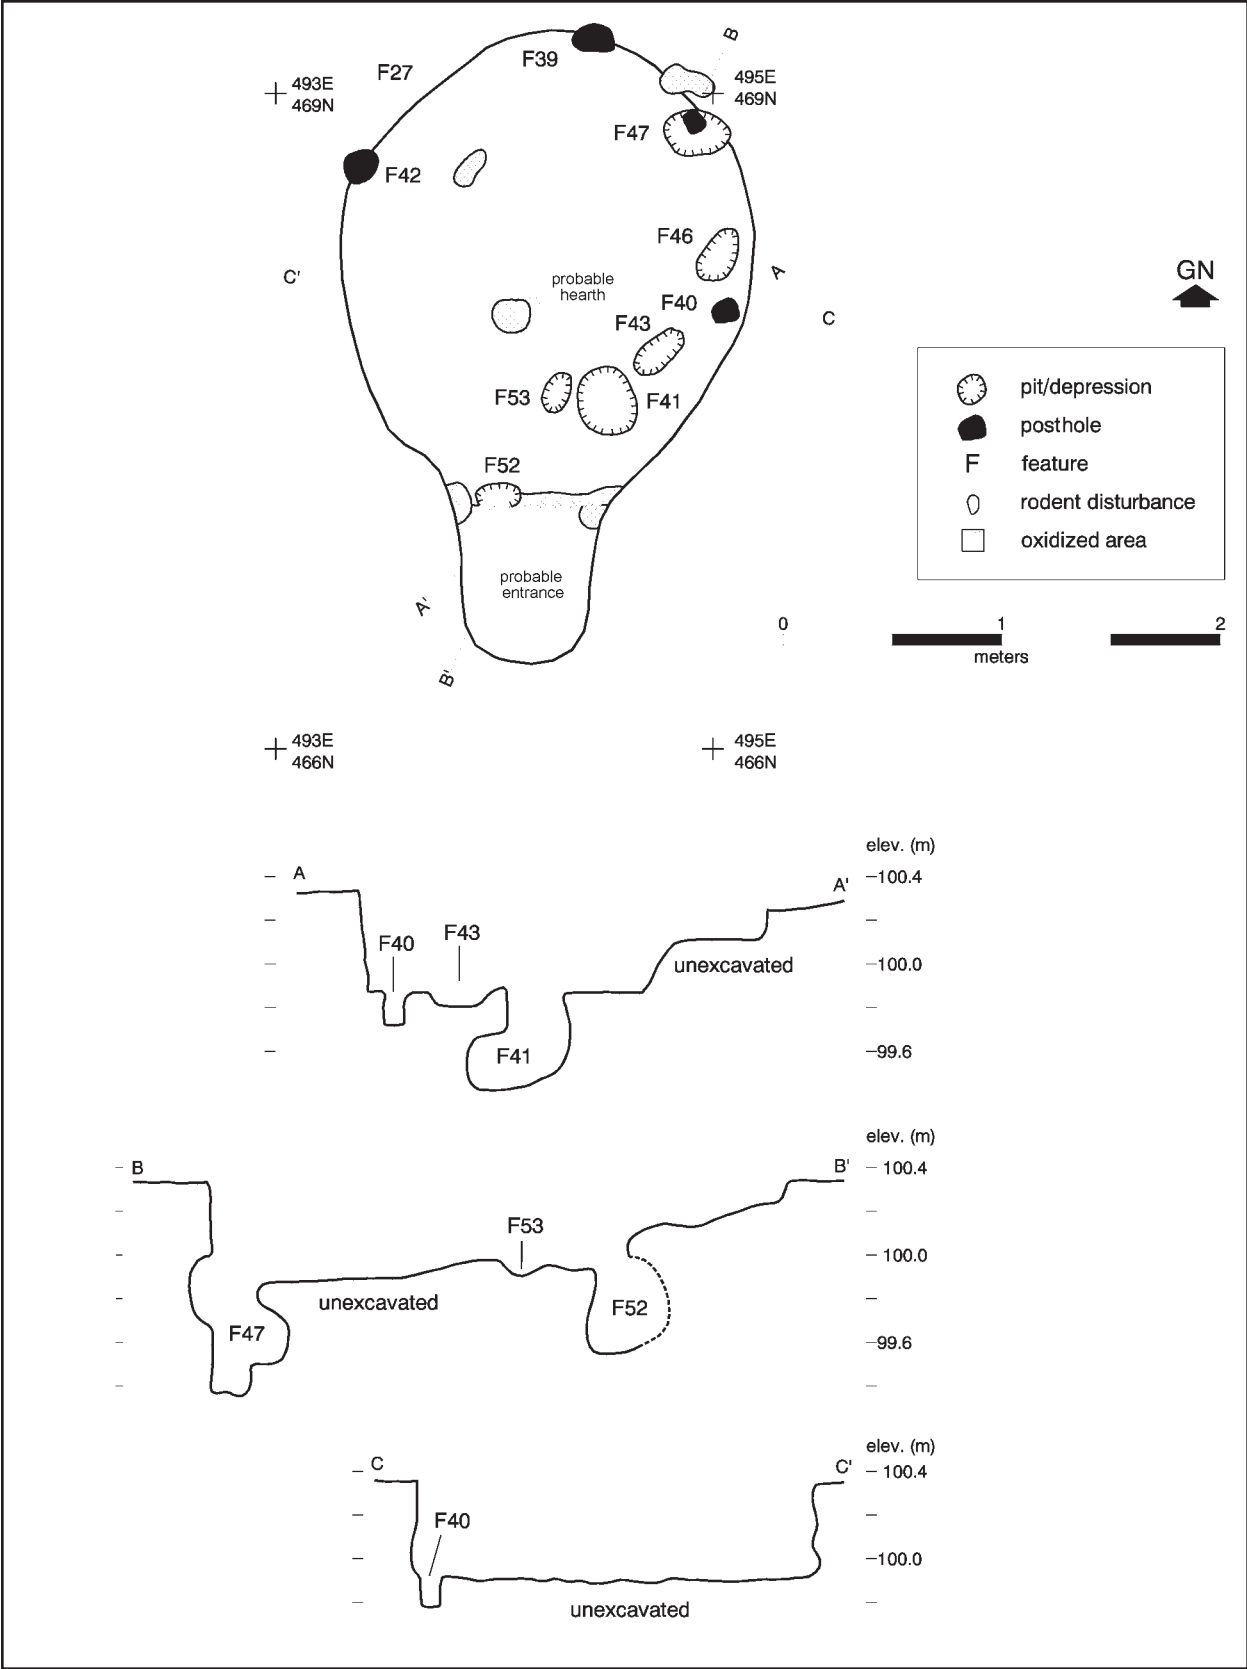 B
F39
F27
493E
469N
495E
469N
F47
F42
F46
A
C'
probable
hearth
F40
C
F43
F53
F41
F52
probable
entrance
A'
B'
GN
pit/depression
posthole
F feature
rodent disturbance
oxidized area
0 1 2
meters
493E
466N
495E
466N
elev. (m)
A
A'
100.4
F40
F43
100.0
unexcavated
F41
99.6
elev. (m)
B
B'
100.4
F53
100.0
unexcavated
F52
F47
99.6
elev. (m)
C
C'
100.4
F40
100.0
unexcavated